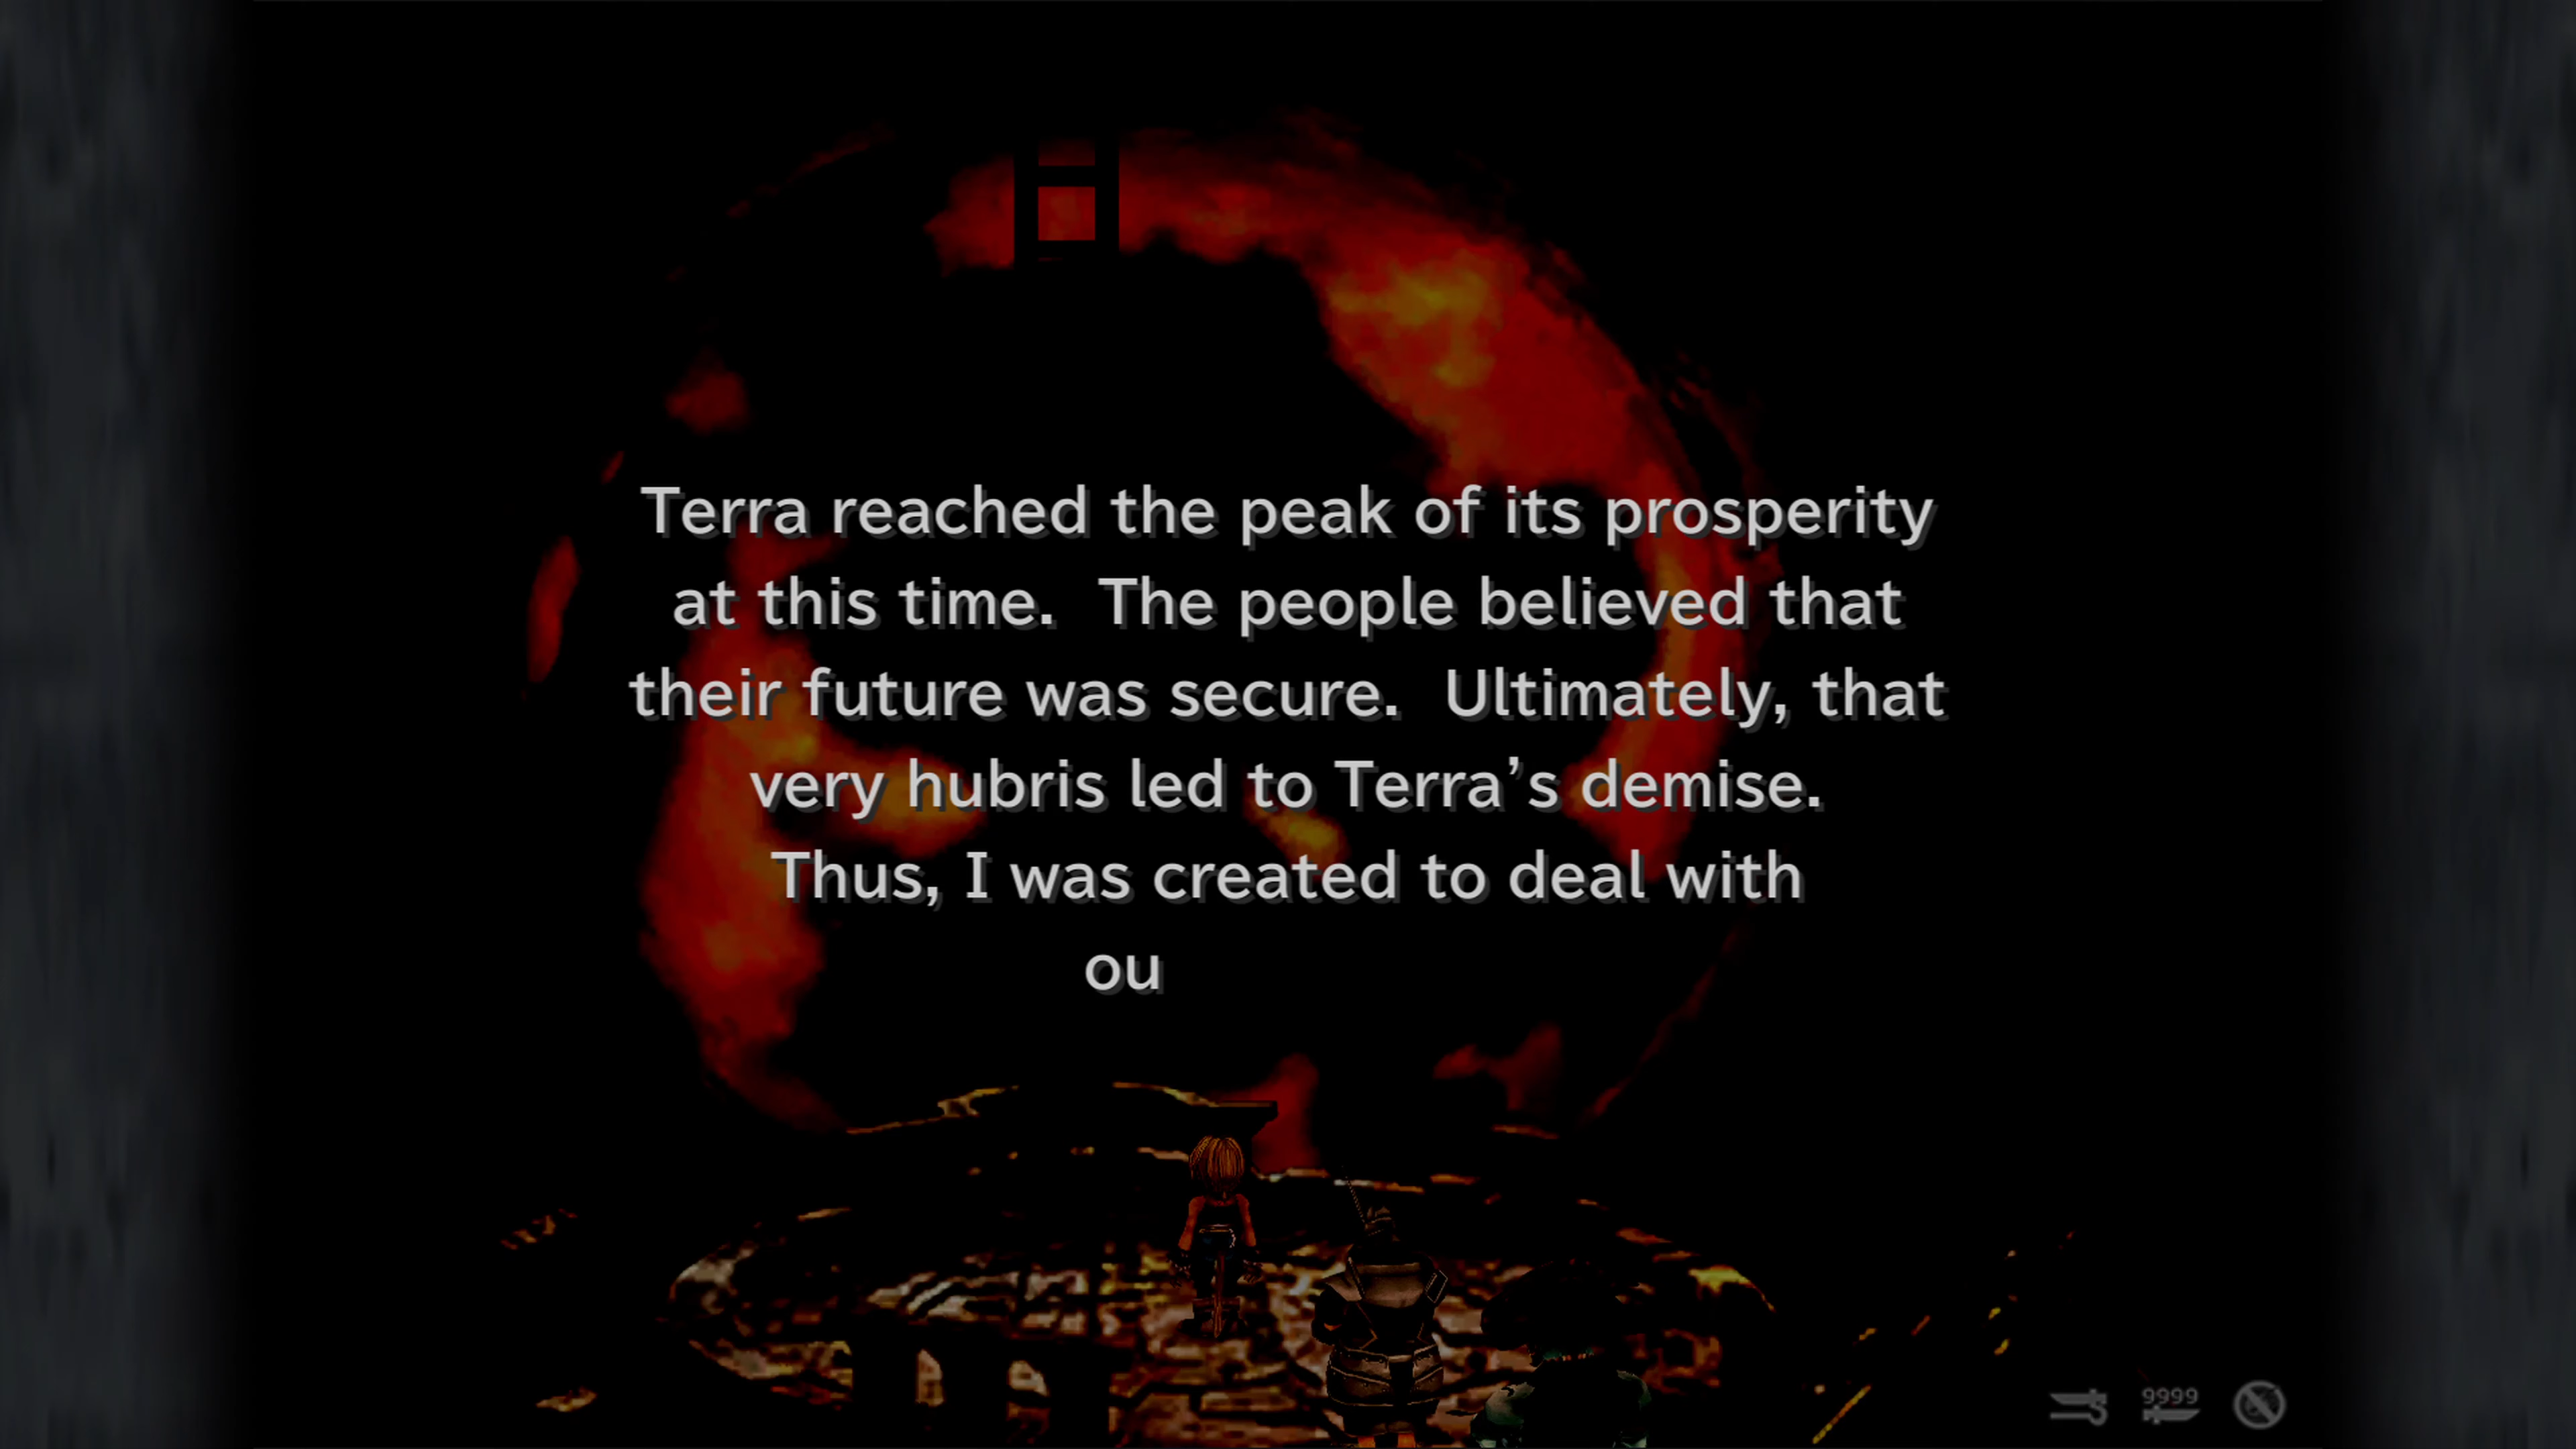 Terra reached the peak of its prosperity
at this time.  The people believed that
their future was secure.  Ultimately, that
very hubris led to Terra’s demise.
Thus, I was created to deal with
ou
9999